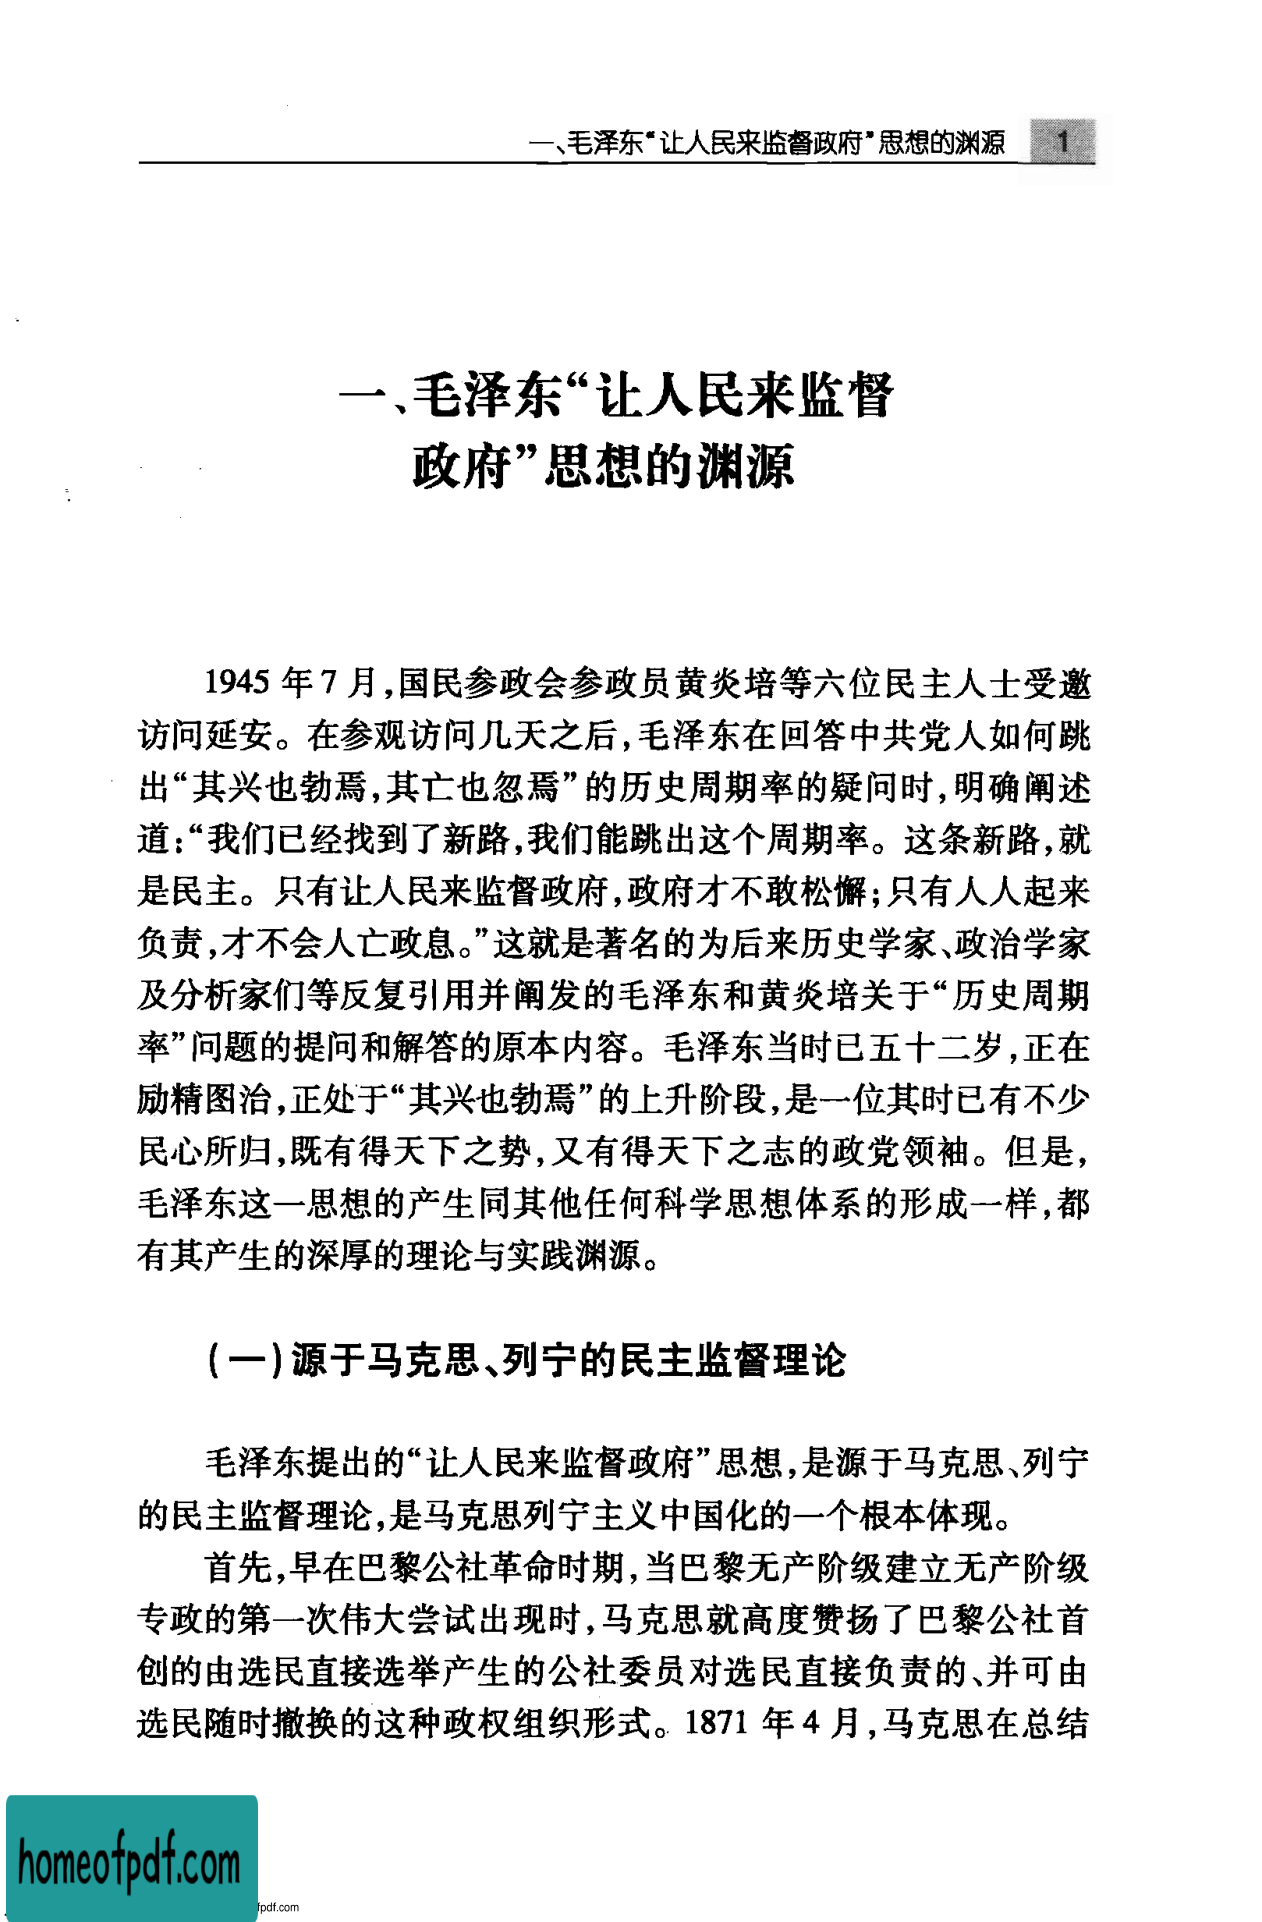 一、毛泽东“让人民来监督政府”思想的渊源 1
一、毛泽东“让人民来监督
政府”思想的渊源
1945 年 7 月,国民参政会参政员黄炎培等六位民主人士受邀
访问延安。在参观访问几天之后,毛泽东在回答中共党人如何跳
出“其兴也勃焉,其亡也忽焉”的历史周期率的疑问时,明确阐述
道:“我们已经找到了新路,我们能跳出这个周期率。这条新路,就
是民主。只有让人民来监督政府,政府才不敢松懈;只有人人起来
负责,才不会人亡政息。”这就是著名的为后来历史学家、政治学家
及分析家们等反复引用并阐发的毛泽东和黄炎培关于“历史周期
率”问题的提问和解答的原本内容。毛泽东当时已五十二岁,正在
励精图治,正处于“其兴也勃焉”的上升阶段,是一位其时已有不少
民心所归,既有得天下之势,又有得天下之志的政党领袖。但是,
毛泽东这一思想的产生同其他任何科学思想体系的形成一样,都
有其产生的深厚的理论与实践渊源。
(一)源于马克思、列宁的民主监督理论
毛泽东提出的“让人民来监督政府”思想,是源于马克思、列宁
的民主监督理论,是马克思列宁主义中国化的一个根本体现。
首先,早在巴黎公社革命时期,当巴黎无产阶级建立无产阶级
专政的第一次伟大尝试出现时,马克思就高度赞扬了巴黎公社首
创的由选民直接选举产生的公社委员对选民直接负责的、并可由
选民随时撤换的这种政权组织形式。1871 年 4 月,马克思在总结
homeofpdf.com
fpdf.com